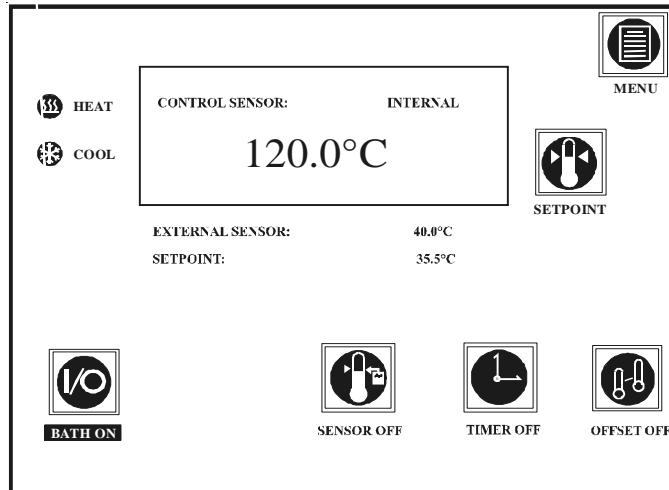 MENU
HEAT
CONTROL SENSOR: INTERNAL
COOL
120.0°C
SETPOINT
EXTERNAL SENSOR: 40.0°C
SETPOINT: 35.5°C
I/O
BATH ON
SENSOR OFF
TIMER OFF
OFFSET OFF